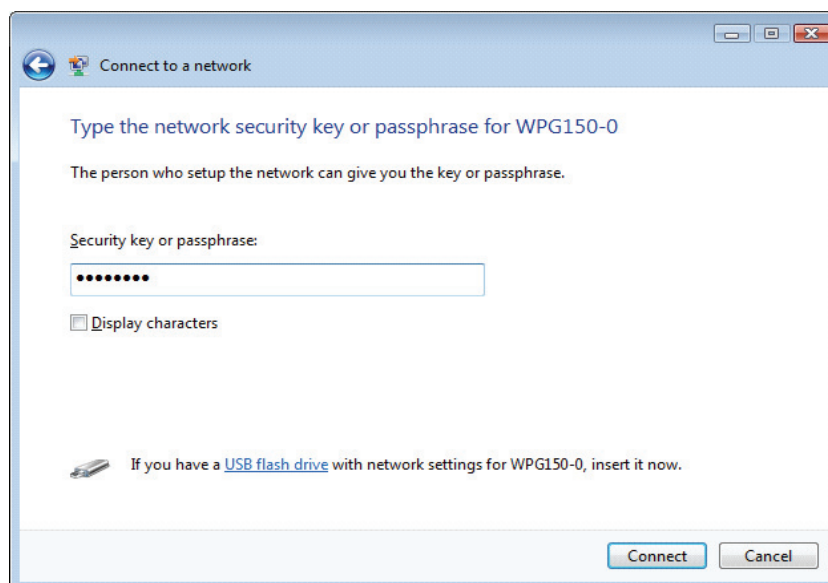 Connect to a network
Type the network security key or passphrase for WPG150-0
The person who setup the network can give you the key or passphrase.
Security key or passphrase:
••••••••
Display characters
If you have a USB flash drive with network settings for WPG150-0, insert it now.
Connect Cancel